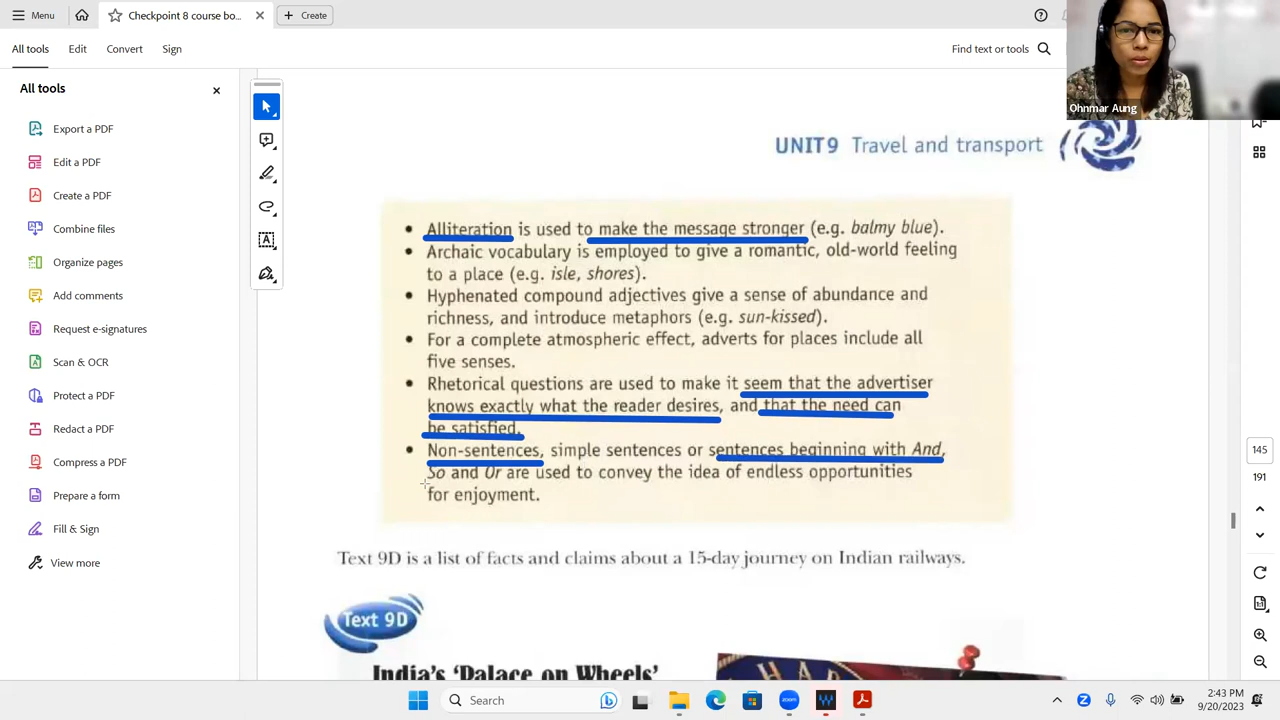 Menu
Checkpoint 8 course bo...
Create
All tools
Edit
Convert
Sign
Find text or tools
Ohnmar Aung
All tools
Export a PDF
Edit a PDF
Create a PDF
Combine files
Organize pages
Add comments
Request e-signatures
Scan & OCR
Protect a PDF
Redact a PDF
Compress a PDF
Prepare a form
Fill & Sign
View more
UNIT 9 Travel and transport
• Alliteration is used to make the message stronger (e.g. balmy blue).
• Archaic vocabulary is employed to give a romantic, old-world feeling
to a place (e.g. isle, shores).
• Hyphenated compound adjectives give a sense of abundance and
richness, and introduce metaphors (e.g. sun-kissed).
• For a complete atmospheric effect, adverts for places include all
five senses.
• Rhetorical questions are used to make it seem that the advertiser
knows exactly what the reader desires, and that the need can
be satisfied.
• Non-sentences, simple sentences or sentences beginning with And,
So and Or are used to convey the idea of endless opportunities
for enjoyment.
Text 9D is a list of facts and claims about a 15-day journey on Indian railways.
Text 9D
India's 'Palace on Wheels'
145
191
Search
zoom
2:43 PM
9/20/2023